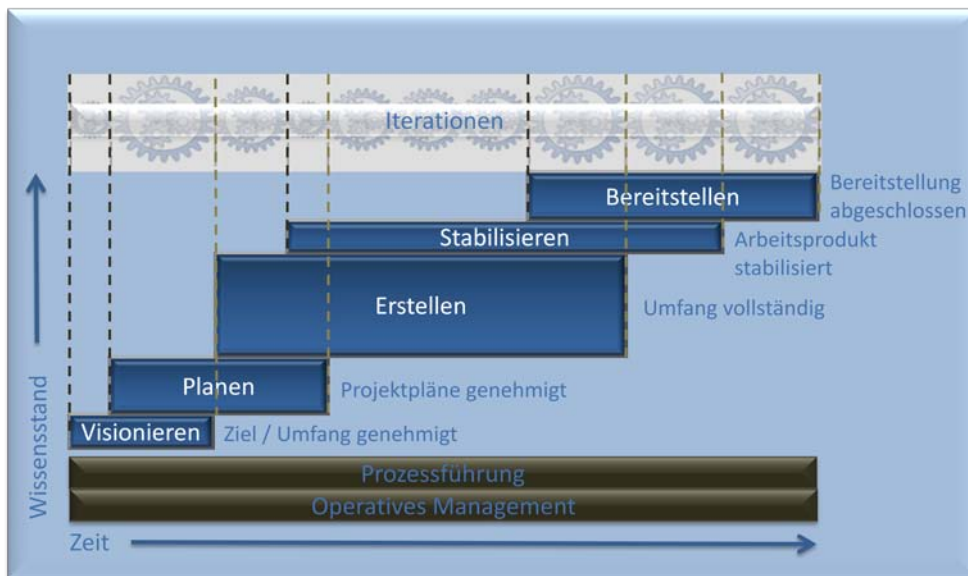 Iterationen
Bereitstellen
Bereitstellung
abgeschlossen
Stabilisieren
Arbeitsprodukt
stabilisiert
Erstellen
Umfang vollständig
Planen
Projektpläne genehmigt
Visionieren
Ziel / Umfang genehmigt
Wissensstand
Prozessführung
Operatives Management
Zeit